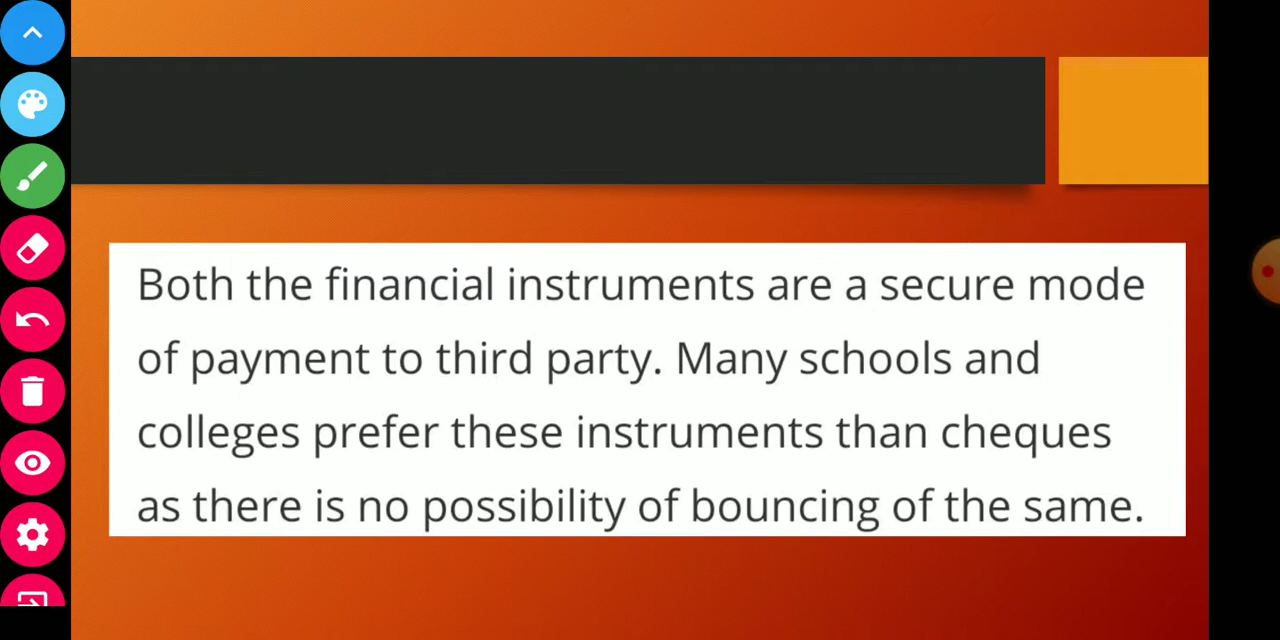 Both the financial instruments are a secure mode
of payment to third party. Many schools and
colleges prefer these instruments than cheques
as there is no possibility of bouncing of the same.